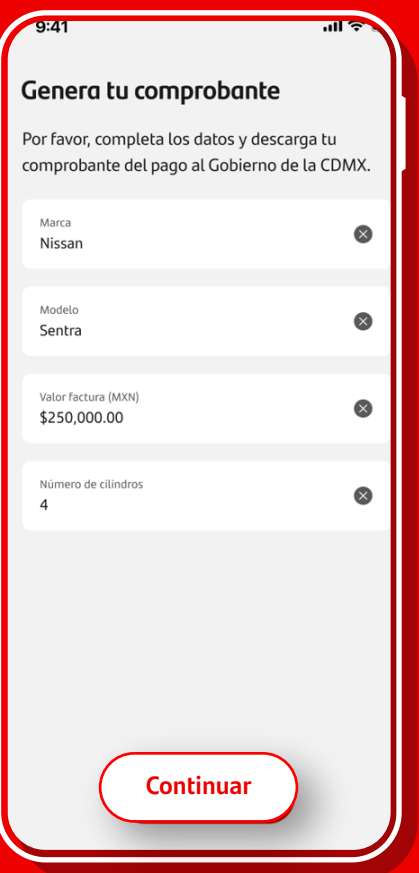 9:41
Genera tu comprobante
Por favor, completa los datos y descarga tu
comprobante del pago al Gobierno de la CDMX.
Marca
Nissan
Modelo
Sentra
Valor factura (MXN)
$250,000.00
Número de cilindros
4
Continuar